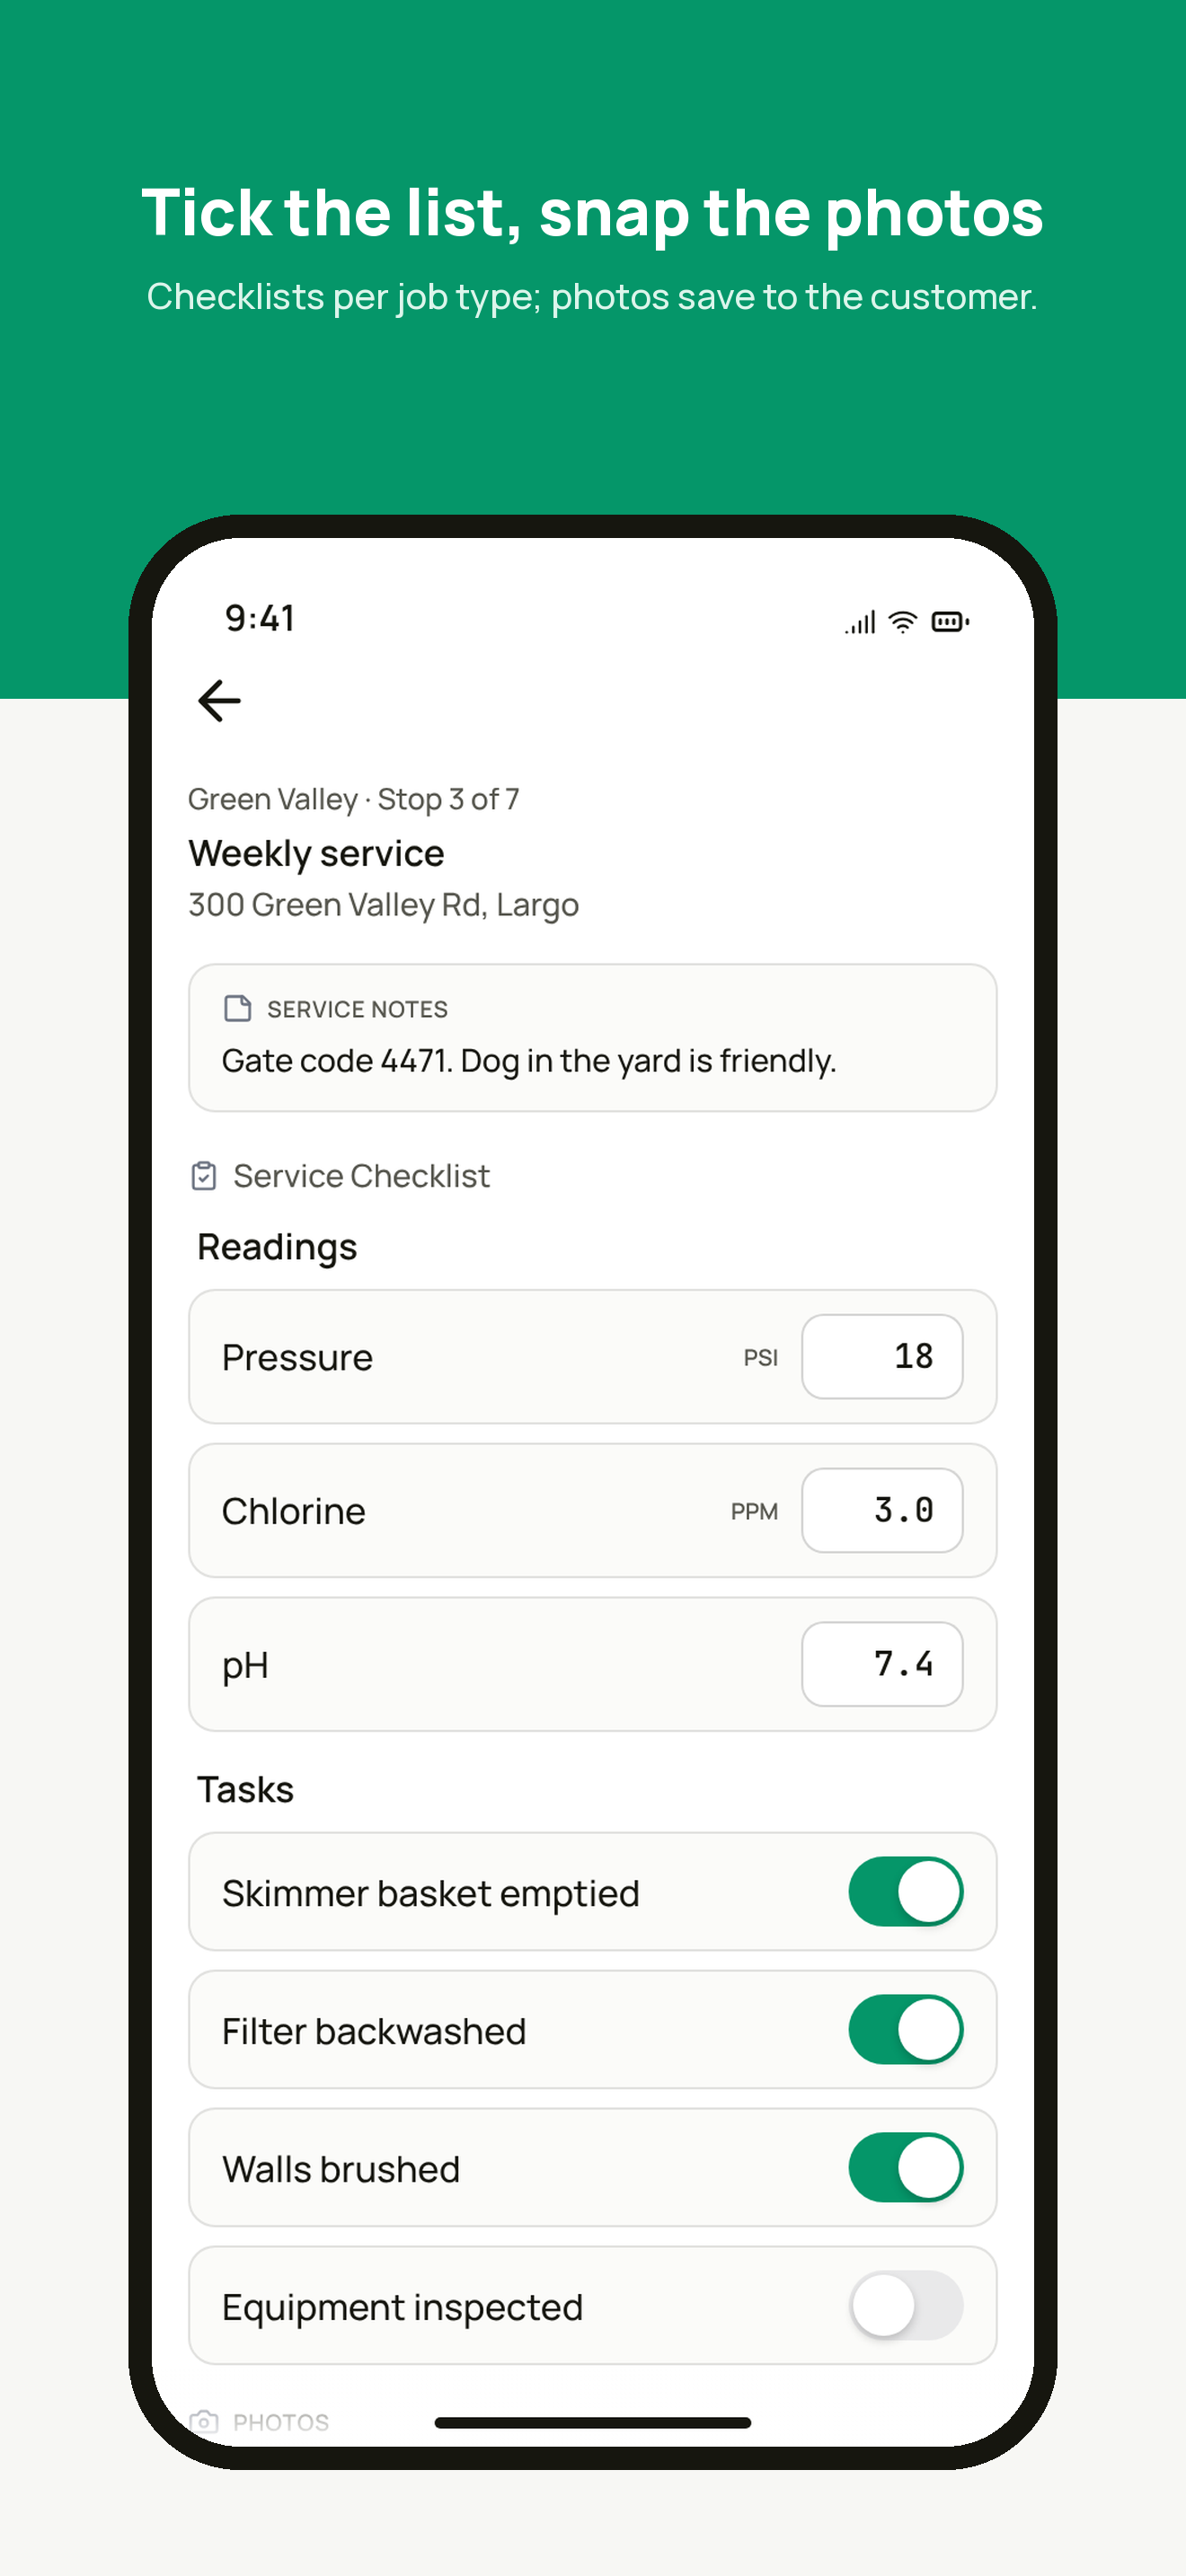 Tick the list, snap the photos
Checklists per job type; photos save to the customer.
9:41
Green Valley · Stop 3 of 7
Weekly service
300 Green Valley Rd, Largo
SERVICE NOTES
Gate code 4471. Dog in the yard is friendly.
Service Checklist
Readings
Pressure PSI 18
Chlorine PPM 3.0
pH 7.4
Tasks
Skimmer basket emptied
Filter backwashed
Walls brushed
Equipment inspected
PHOTOS